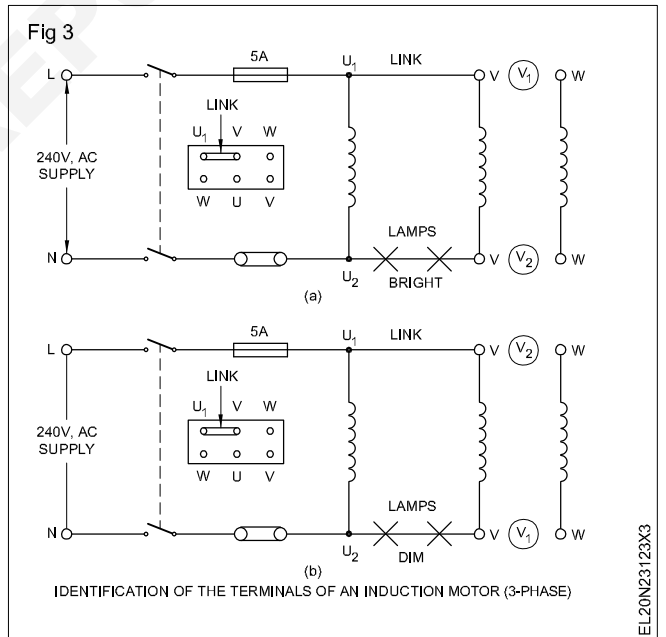 Fig 3
L
5A
U1
LINK
V
V1
W
LINK
U1 V W
240V, AC
SUPPLY
W U V
LAMPS
N
U2
BRIGHT
V
V2
W
(a)
L
5A
U1
LINK
V
V2
W
LINK
U1 V W
240V, AC
SUPPLY
W U V
LAMPS
N
U2
DIM
V
V1
W
(b)
IDENTIFICATION OF THE TERMINALS OF AN INDUCTION MOTOR (3-PHASE)
EL20N23123X3